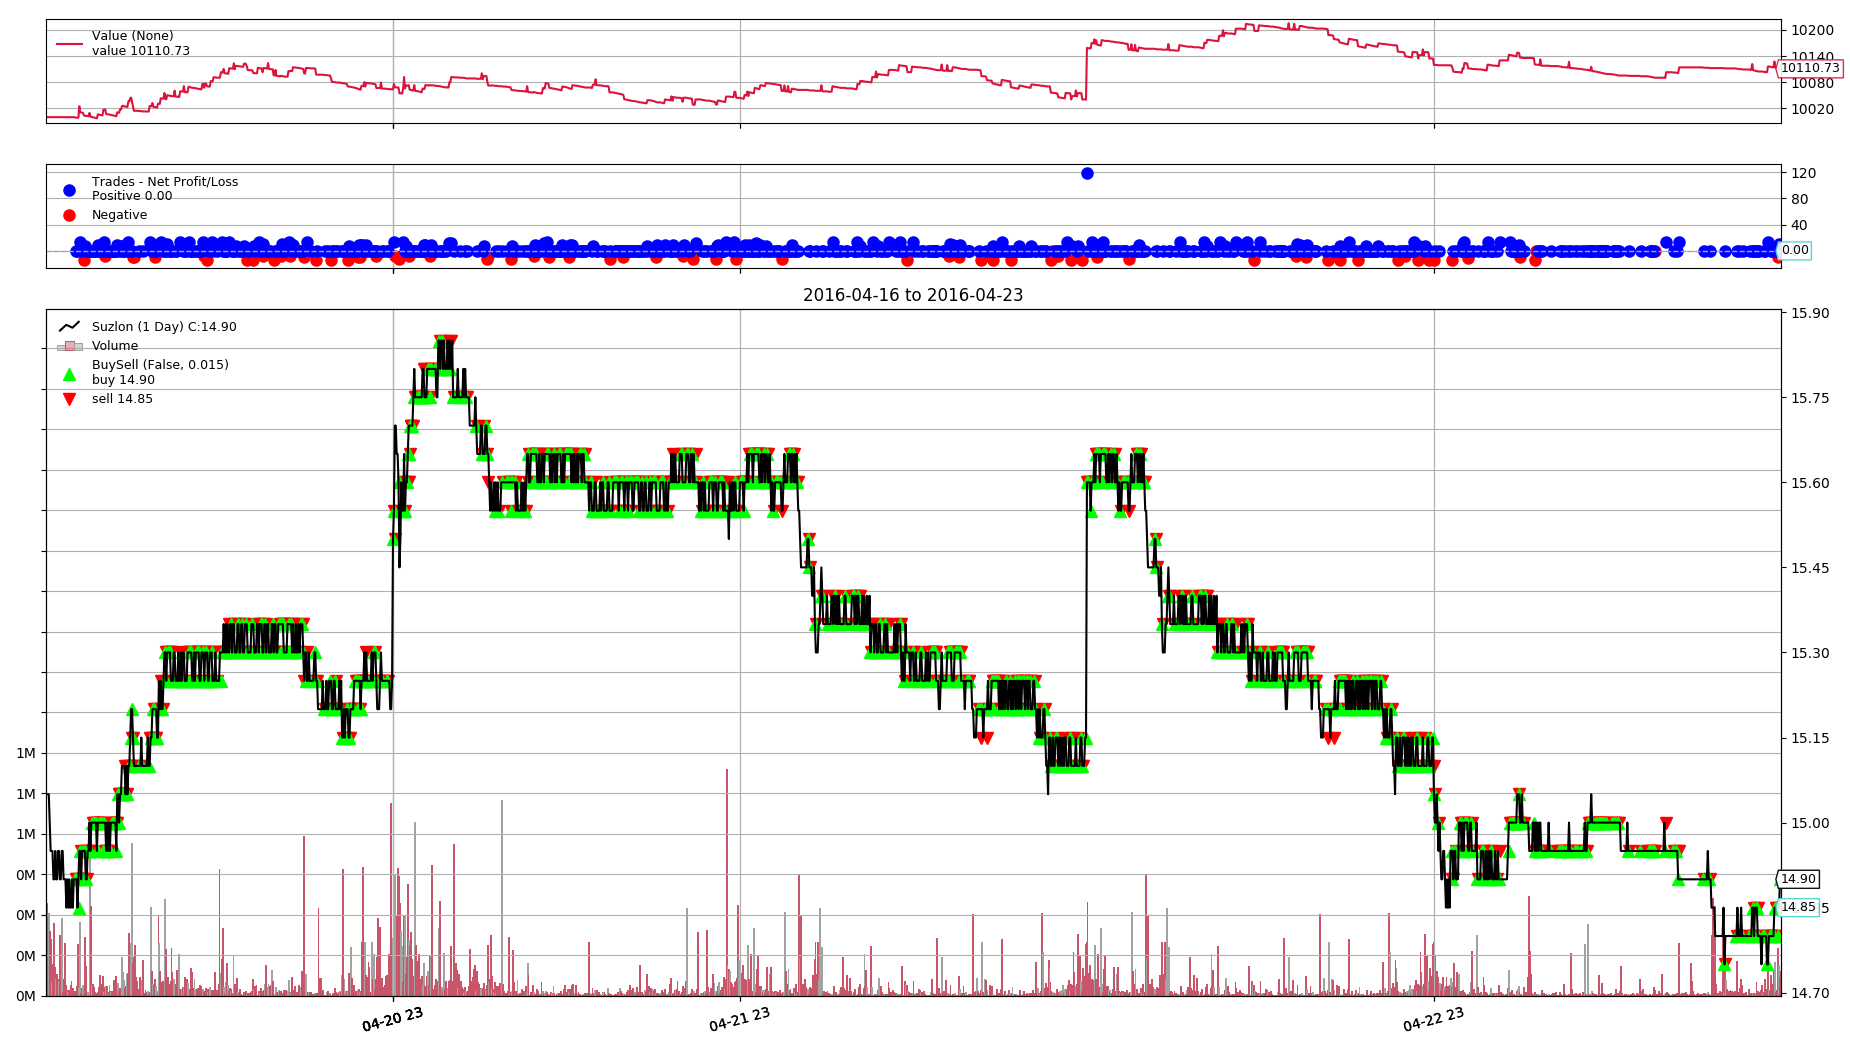 Value (None)
value 10110.73
10200
10140
10110.73
10080
10020
Trades - Net Profit/Loss
Positive 0.00
Negative
120
80
40
0.00
2016-04-16 to 2016-04-23
Suzlon (1 Day) C:14.90
Volume
BuySell (False, 0.015)
buy 14.90
sell 14.85
15.90
15.75
15.60
15.45
15.30
15.15
15.00
14.90
14.85
5
14.70
1M
1M
1M
0M
0M
0M
0M
04-20 23
04-21 23
04-22 23